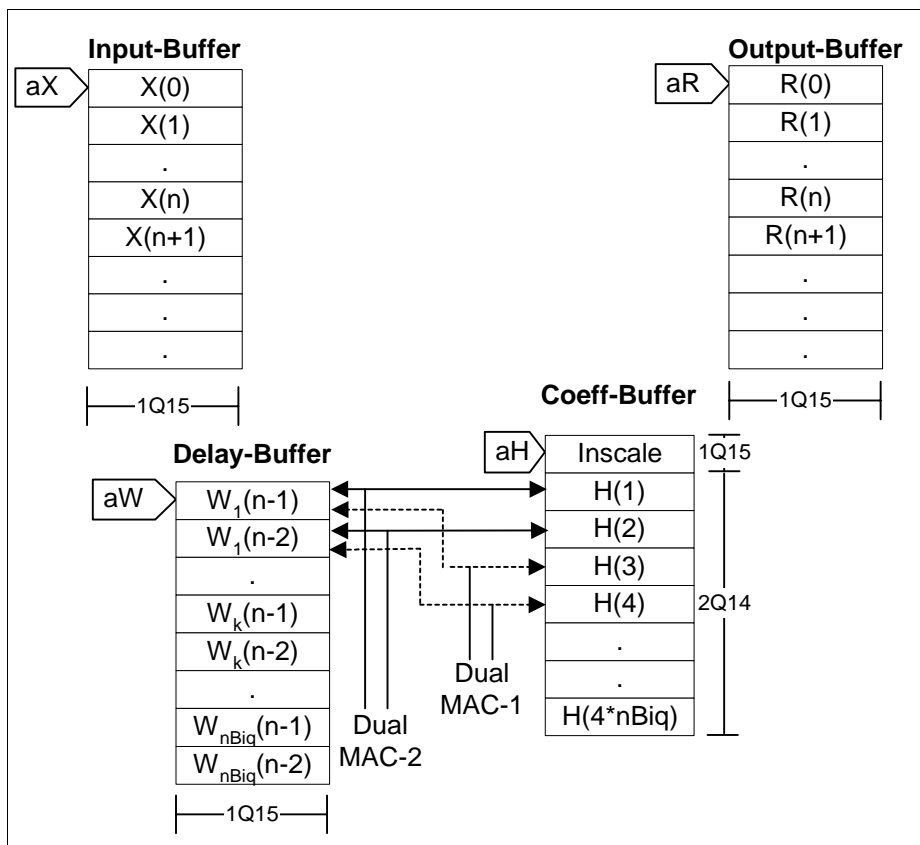 Input-Buffer
aX
X(0)
X(1)
.
X(n)
X(n+1)
.
.
.
1Q15
Output-Buffer
aR
R(0)
R(1)
.
R(n)
R(n+1)
.
.
.
1Q15
Delay-Buffer
aW
W1(n-1)
W1(n-2)
.
Wk(n-1)
Wk(n-2)
.
WnBiq(n-1)
WnBiq(n-2)
1Q15
Dual
MAC-2
Dual
MAC-1
Coeff-Buffer
aH
Inscale
H(1)
H(2)
H(3)
H(4)
.
.
H(4*nBiq)
1Q15
2Q14